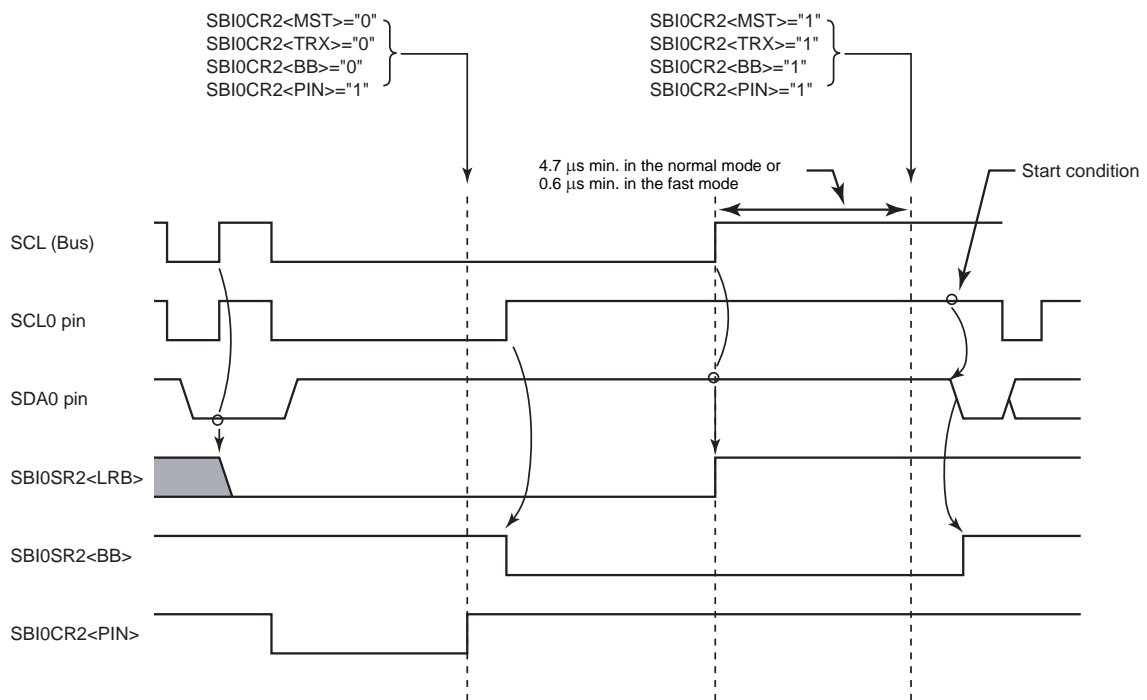 SBI0CR2<MST>="0"
SBI0CR2<TRX>="0"
SBI0CR2<BB>="0"
SBI0CR2<PIN>="1"
SBI0CR2<MST>="1"
SBI0CR2<TRX>="1"
SBI0CR2<BB>="1"
SBI0CR2<PIN>="1"
4.7 μs min. in the normal mode or
0.6 μs min. in the fast mode
Start condition
SCL (Bus)
SCL0 pin
SDA0 pin
SBI0SR2<LRB>
SBI0SR2<BB>
SBI0CR2<PIN>